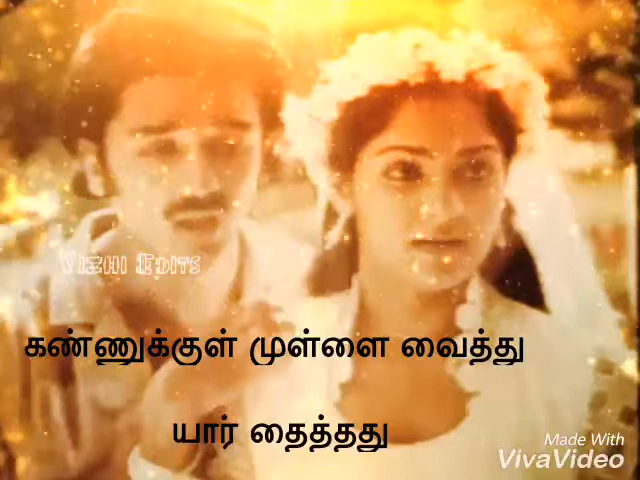 Vizhi Edits
கண்ணுக்குள் முள்ளை வைத்து
யார் தைத்தது
Made With
VivaVideo